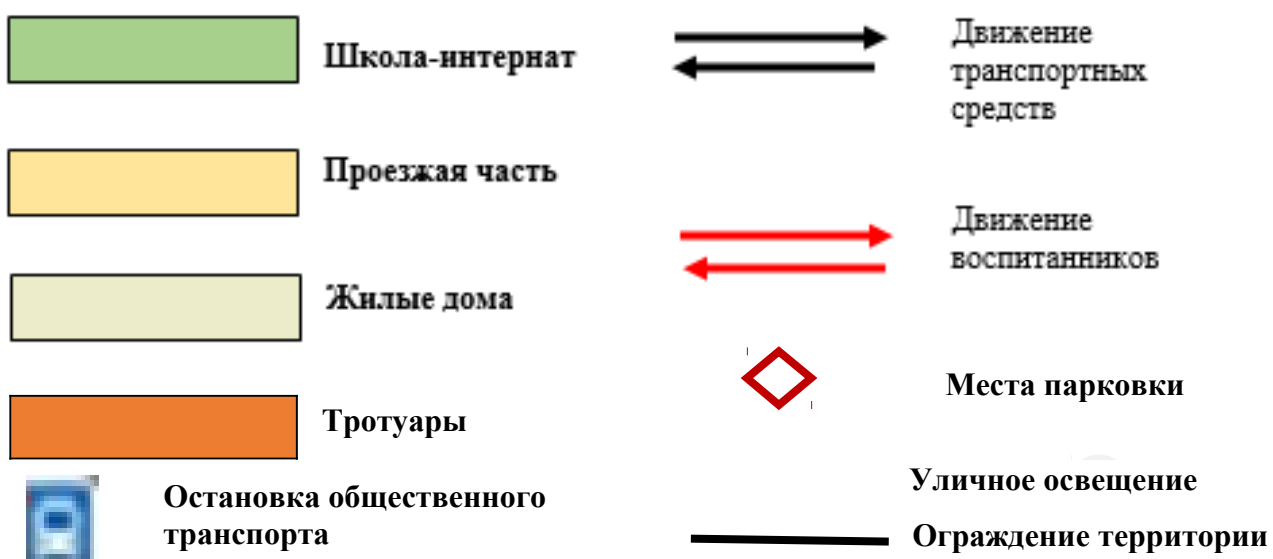 Школа-интернат
Проезжая часть
Жилые дома
Тротуары
Остановка общественного
транспорта
Движение
транспортных
средств
Движение
воспитанников
Места парковки
Уличное освещение
Ограждение территории